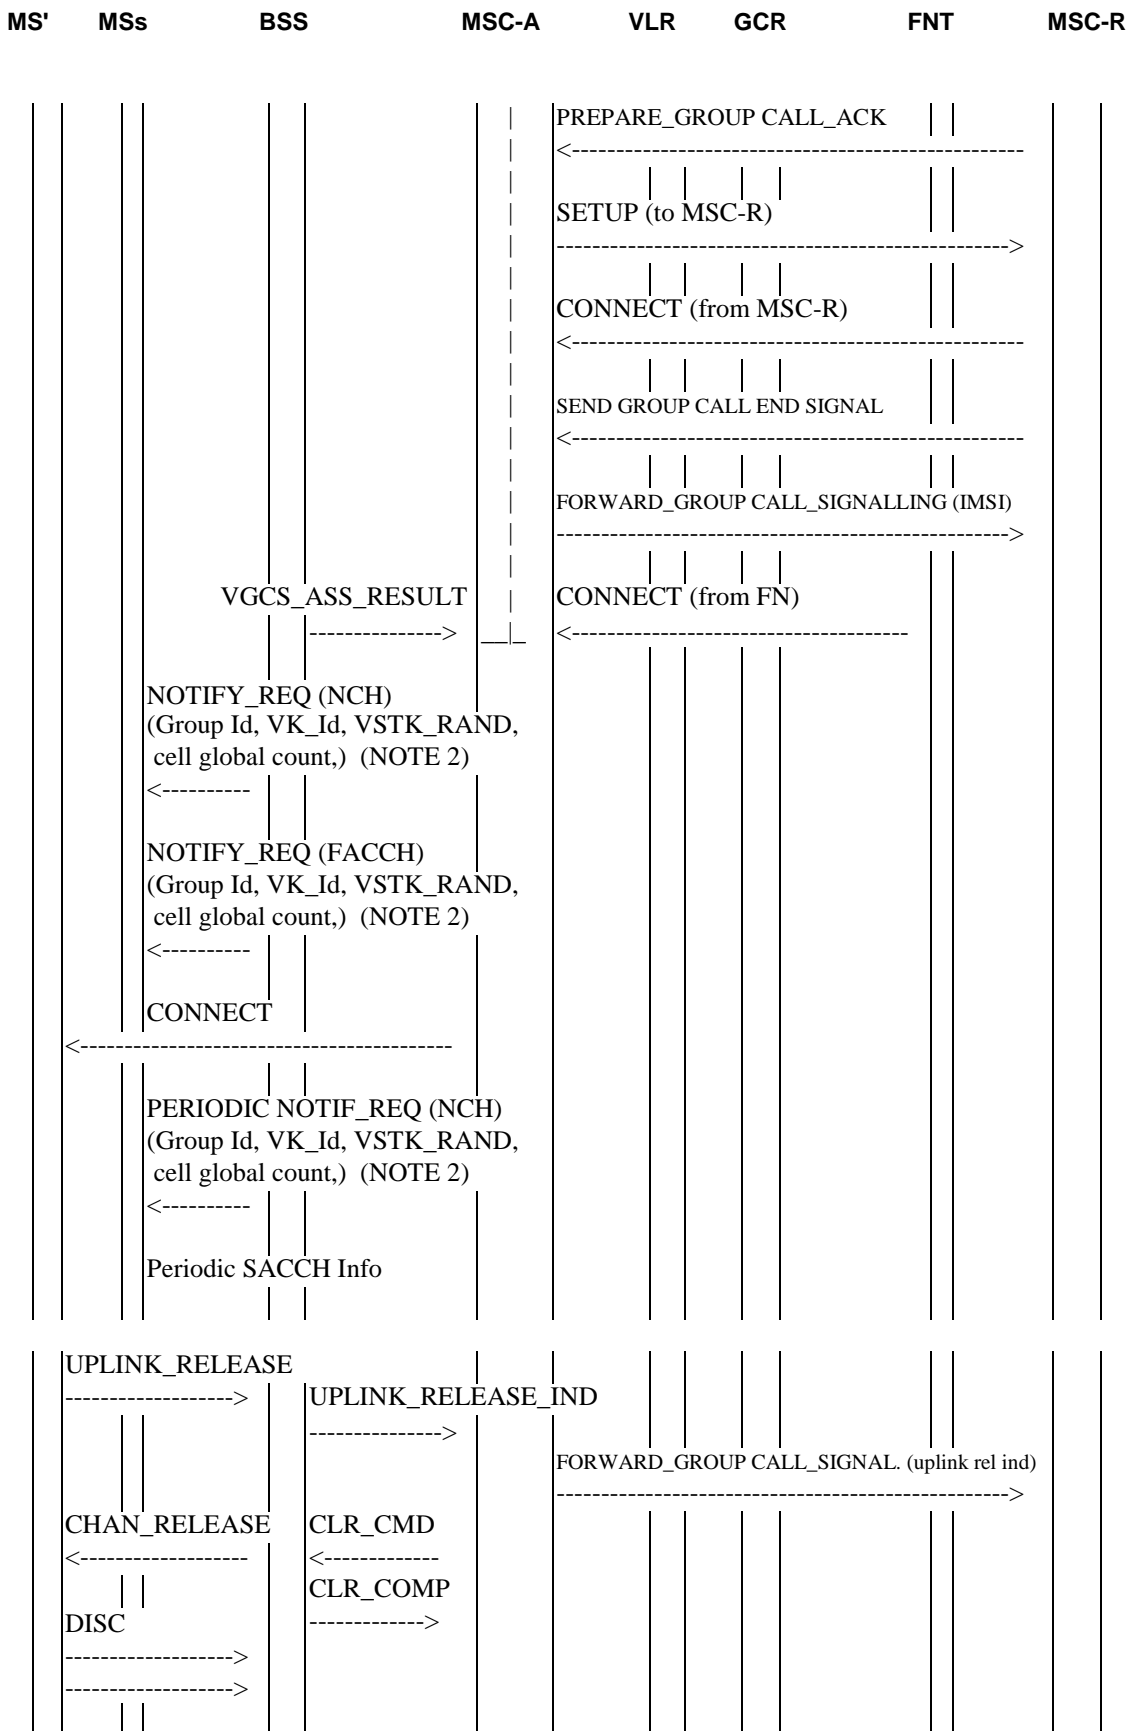 MS' MSs BSS MSC-A VLR GCR FNT MSC-R
PREPARE_GROUP CALL_ACK
SETUP (to MSC-R)
CONNECT (from MSC-R)
SEND GROUP CALL END SIGNAL
FORWARD_GROUP CALL_SIGNALLING (IMSI)
VGCS_ASS_RESULT CONNECT (from FN)
NOTIFY_REQ (NCH)
(Group Id, VK_Id, VSTK_RAND,
cell global count,) (NOTE 2)
NOTIFY_REQ (FACCH)
(Group Id, VK_Id, VSTK_RAND,
cell global count,) (NOTE 2)
CONNECT
PERIODIC NOTIF_REQ (NCH)
(Group Id, VK_Id, VSTK_RAND,
cell global count,) (NOTE 2)
Periodic SACCH Info
UPLINK_RELEASE
UPLINK_RELEASE_IND
FORWARD_GROUP CALL_SIGNAL. (uplink rel ind)
CHAN_RELEASE CLR_CMD
CLR_COMP
DISC